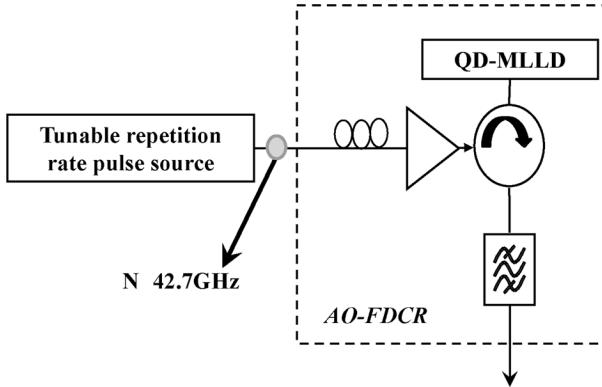 QD-MLLD
Tunable repetition
rate pulse source
N 42.7GHz
AO-FDCR